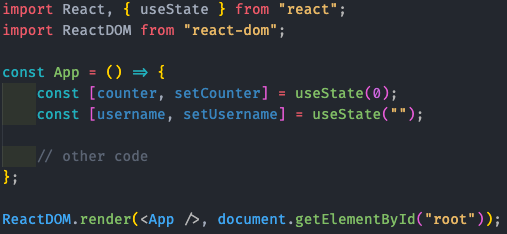 import React, { useState } from "react";
import ReactDOM from "react-dom";

const App = () => {
    const [counter, setCounter] = useState(0);
    const [username, setUsername] = useState("");

    // other code
};

ReactDOM.render(<App />, document.getElementById("root"));